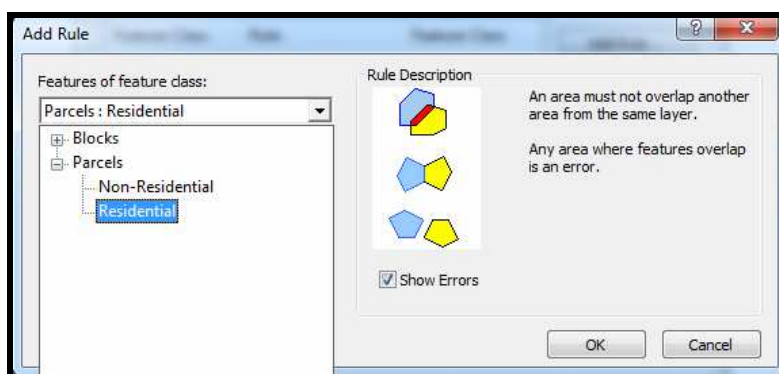 Add Rule
Features of feature class:
Parcels : Residential
Blocks
Parcels
Non-Residential
Residential
Rule Description
An area must not overlap another
area from the same layer.
Any area where features overlap
is an error.
Show Errors
OK
Cancel